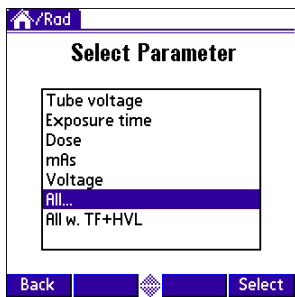 /Rad
Select Parameter
Tube voltage
Exposure time
Dose
mAs
Voltage
All...
All w. TF+HVL
Back
Select